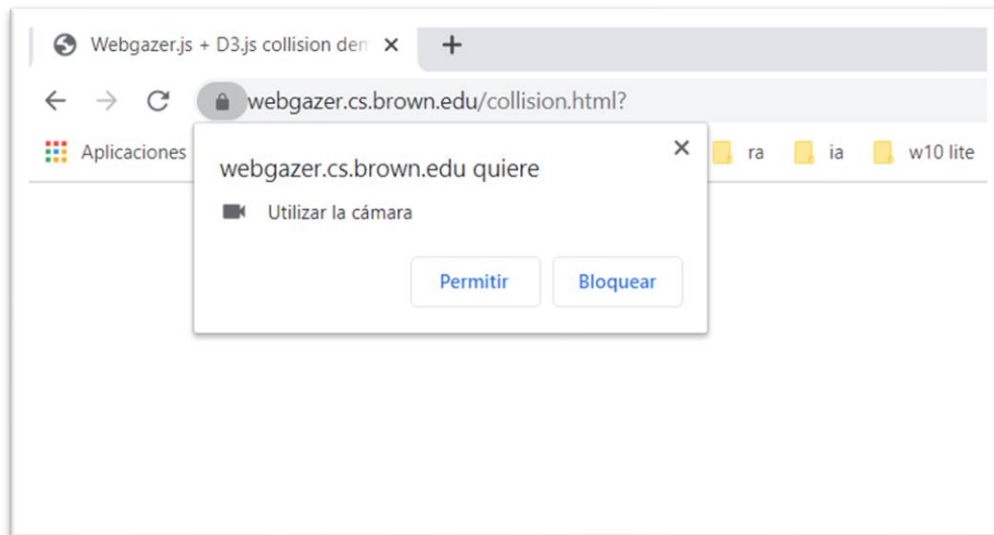 Webgazer.js + D3.js collision dem
webgazer.cs.brown.edu/collision.html?
Aplicaciones
ra
ia
w10 lite
webgazer.cs.brown.edu quiere
Utilizar la cámara
Permitir
Bloquear